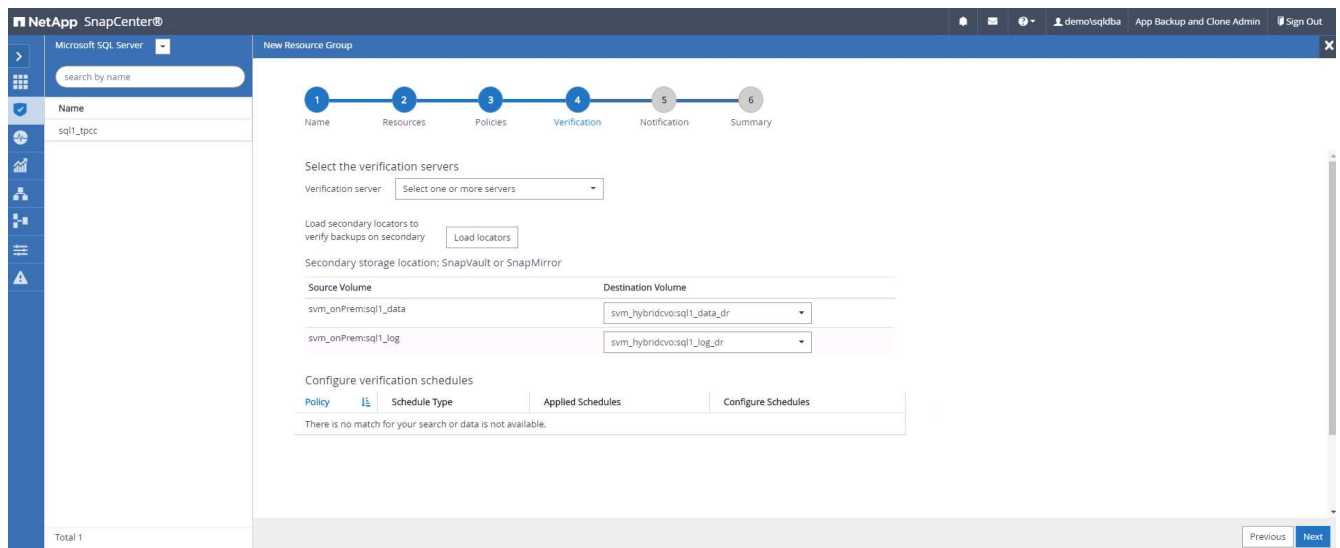 NetApp SnapCenter®
demo\sqldba App Backup and Clone Admin Sign Out
Microsoft SQL Server
New Resource Group
search by name
Name
sql1_tpcc
1 2 3 4 5 6
Name Resources Policies Verification Notification Summary
Select the verification servers
Verification server Select one or more servers
Load secondary locators to
verify backups on secondary Load locators
Secondary storage location: SnapVault or SnapMirror
Source Volume Destination Volume
svm_onPrem:sql1_data svm_hybridcvo:sql1_data_dr
svm_onPrem:sql1_log svm_hybridcvo:sql1_log_dr
Configure verification schedules
Policy Schedule Type Applied Schedules Configure Schedules
There is no match for your search or data is not available.
Total 1
Previous Next